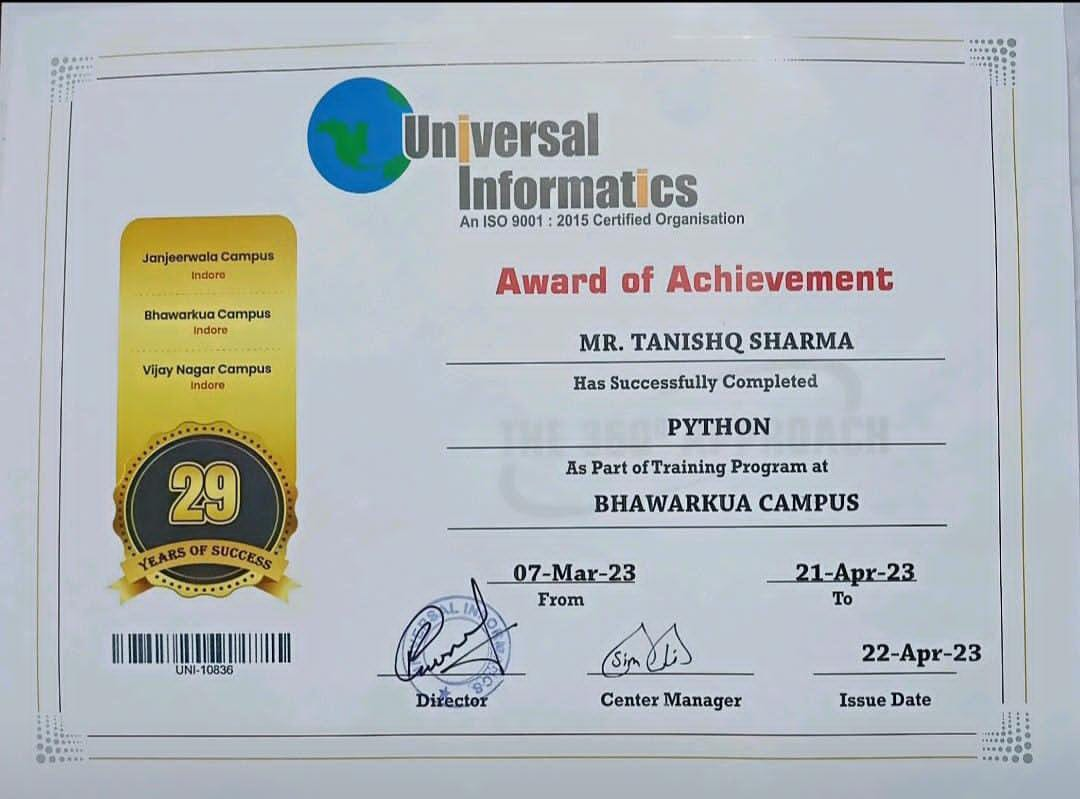 Universal
Informatics
An ISO 9001 : 2015 Certified Organisation
Janjeerwala Campus
Indore
Bhawarkua Campus
Indore
Vijay Nagar Campus
Indore
29
YEARS OF SUCCESS
UNI-10836
Award of Achievement
MR. TANISHQ SHARMA
Has Successfully Completed
PYTHON
THE 360° APPROACH
As Part of Training Program at
BHAWARKUA CAMPUS
07-Mar-23
From
21-Apr-23
To
22-Apr-23
Director
Center Manager
Issue Date